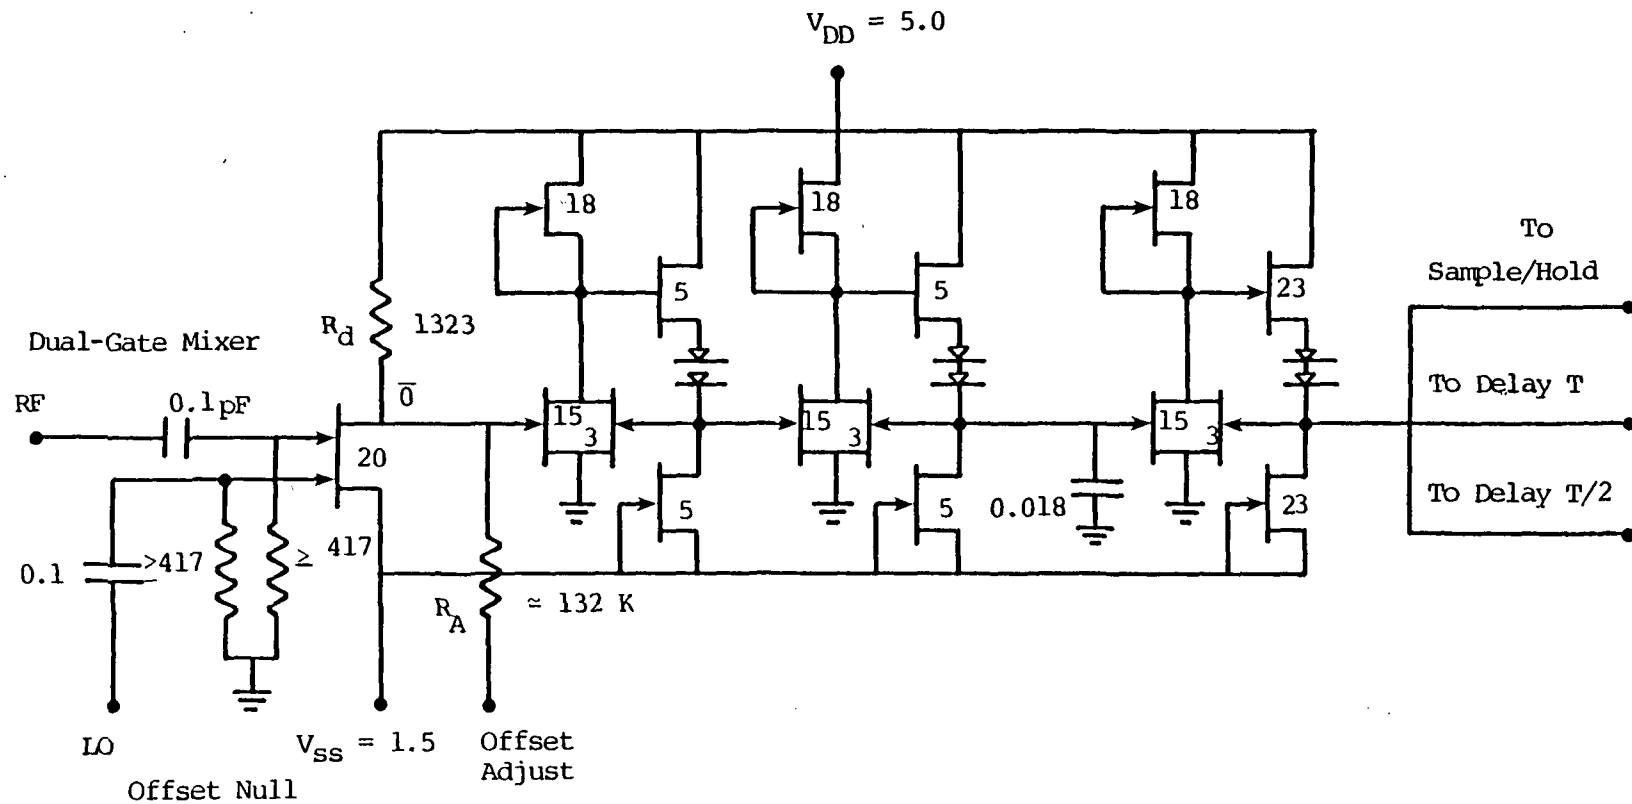 V_DD = 5.0
18
18
18
5
5
23
To
Sample/Hold
R_d 1323
Dual-Gate Mixer
0̅
To Delay T
RF
0.1pF
15
3
15
3
15
3
20
To Delay T/2
0.018
5
5
23
0.1
>417
≥ 417
R_A ≃ 132 K
LO
V_SS = 1.5
Offset
Adjust
Offset Null